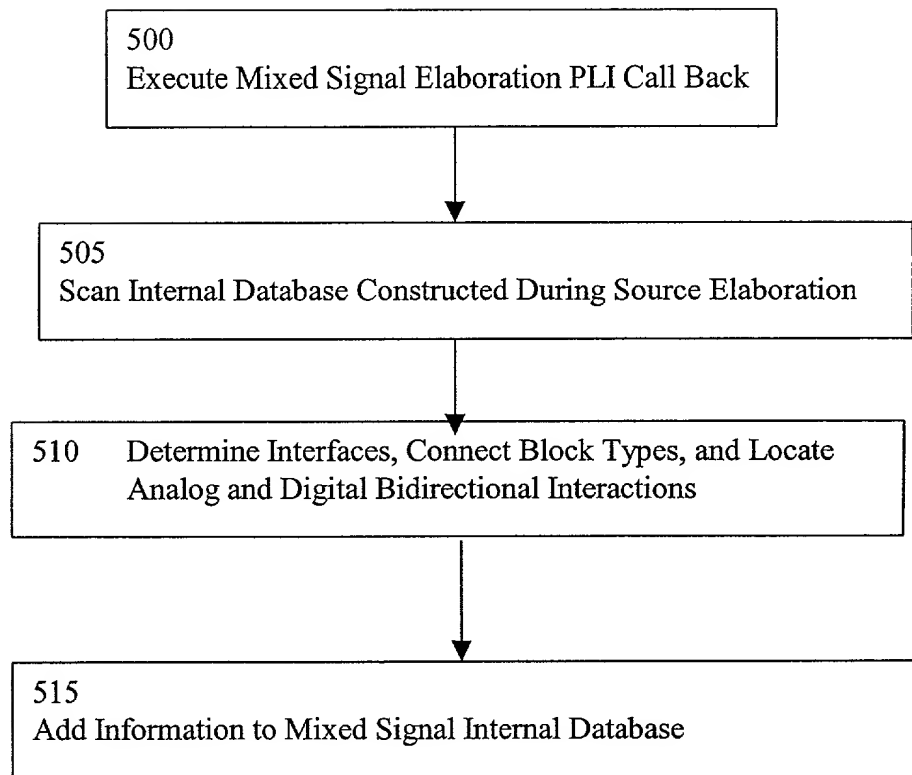 500
Execute Mixed Signal Elaboration PLI Call Back
505
Scan Internal Database Constructed During Source Elaboration
510 Determine Interfaces, Connect Block Types, and Locate
Analog and Digital Bidirectional Interactions
515
Add Information to Mixed Signal Internal Database